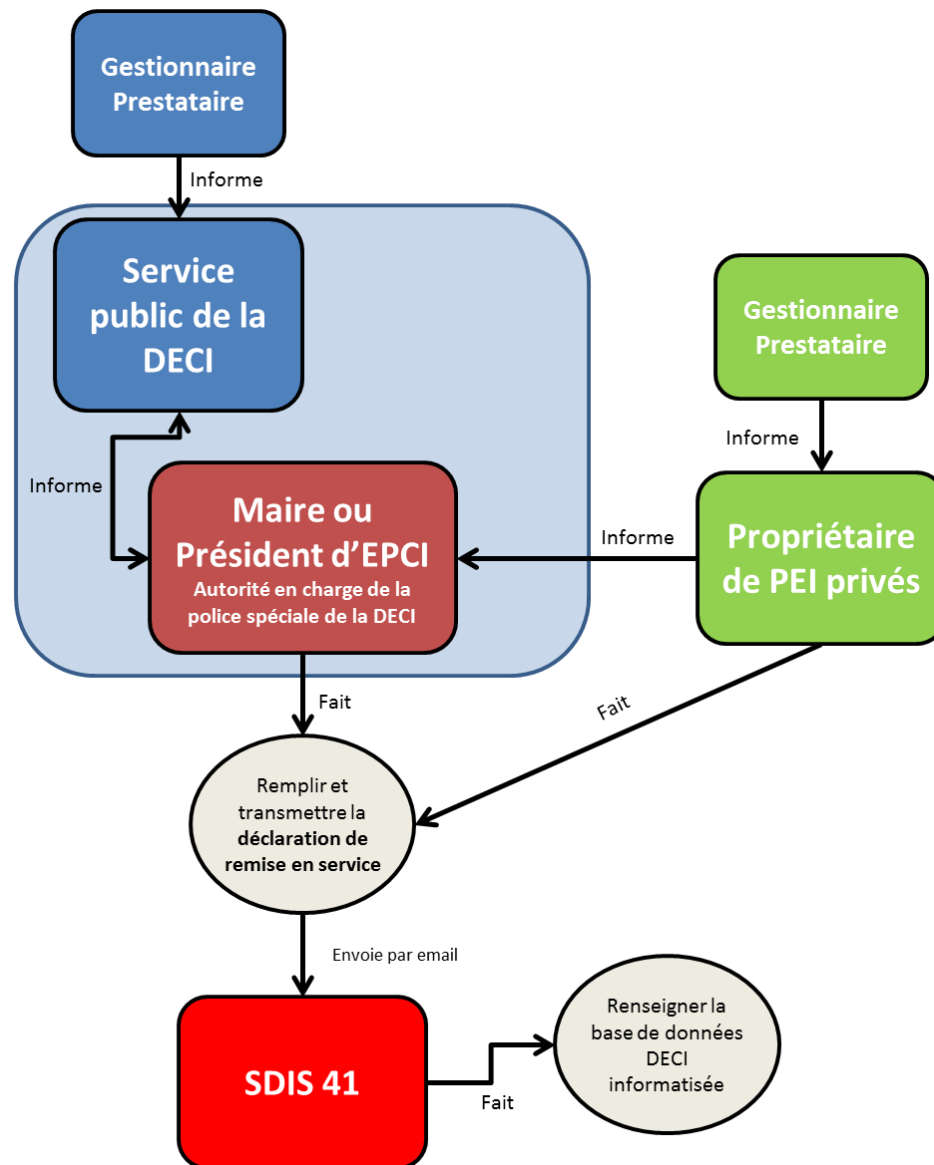 Gestionnaire
Prestataire
Informe
Service
public de la
DECI
Gestionnaire
Prestataire
Informe
Informe
Maire ou
Président d’EPCI
Autorité en charge de la
police spéciale de la DECI
Informe
Propriétaire
de PEI privés
Fait
Fait
Remplir et
transmettre la
déclaration de
remise en service
Envoie par email
SDIS 41
Fait
Renseigner la
base de données
DECI
informatisée